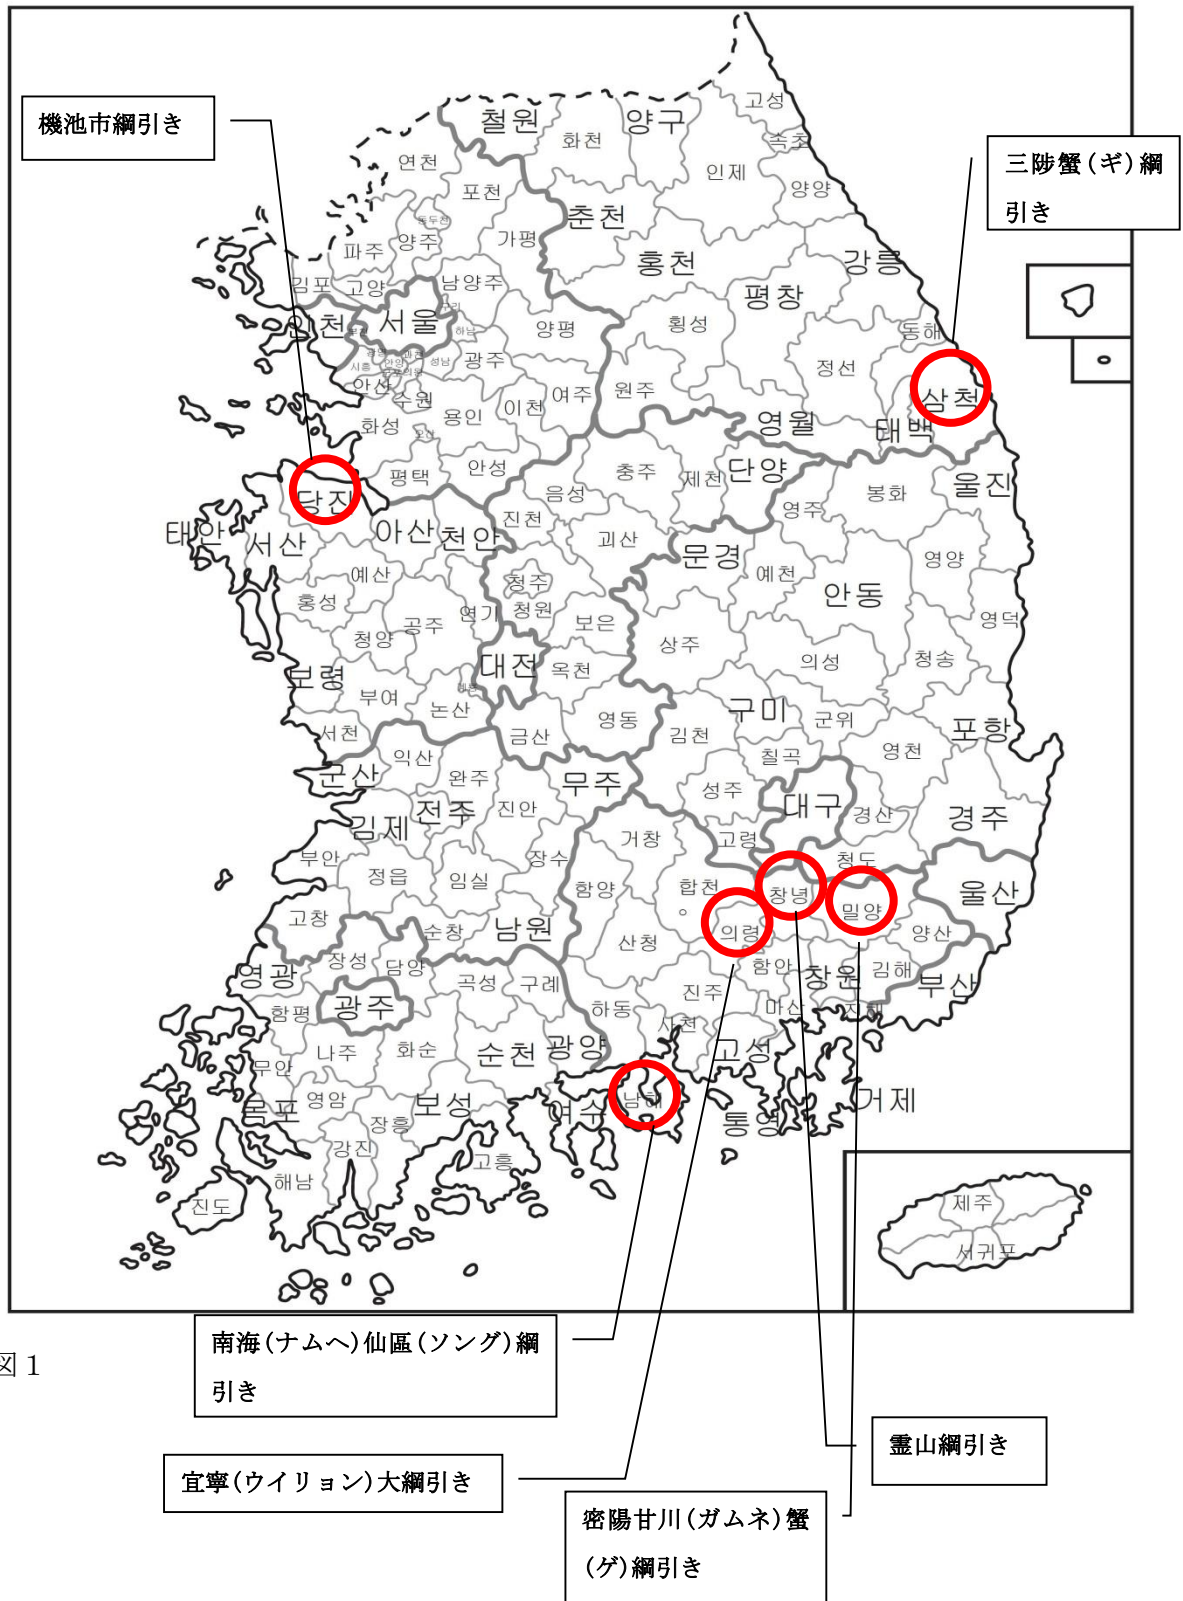 고성
철원
양구
화천
속초
機池市綱引き
인제
연천
三陟蟹(ギ)綱
引き
포천
양양
동두천
춘천
양주
가평
파주
홍천
강릉
김포
고양
남양주
평창
구리
인천
서울
횡성
양평
하남
동해
성남
광주
시흥
안양
정선
안산
원주
여주
삼척
수원
이천
화성
용인
오산
영월
태백
평택
안성
충주
제천
단양
울진
음성
봉화
당진
영주
태안
서산
아산
천안
진천
괴산
문경
영양
예산
예천
청주
안동
홍성
연기
청원
공주
보은
영덕
청양
상주
의성
청송
보령
대전
옥천
부여
계룡
논산
구미
군위
서천
금산
영동
김천
포항
익산
칠곡
영천
군산
완주
무주
성주
대구
전주
진안
경산
경주
김제
거창
고령
부안
장수
청도
정읍
임실
함양
합천
창녕
울산
고창
밀양
순창
남원
산청
의령
양산
장성
담양
영광
곡성
구례
함안
창원
김해
부산
진주
광주
하동
마산
진해
함평
사천
나주
화순
순천
광양
고성
무안
영암
보성
여수
남해
거제
목포
장흥
통영
강진
고흥
해남
진도
제주
서귀포
南海(ナムヘ)仙區(ソング)綱
引き
図1
霊山綱引き
宜寧(ウイリョン)大綱引き
密陽甘川(ガムネ)蟹
(ゲ)綱引き